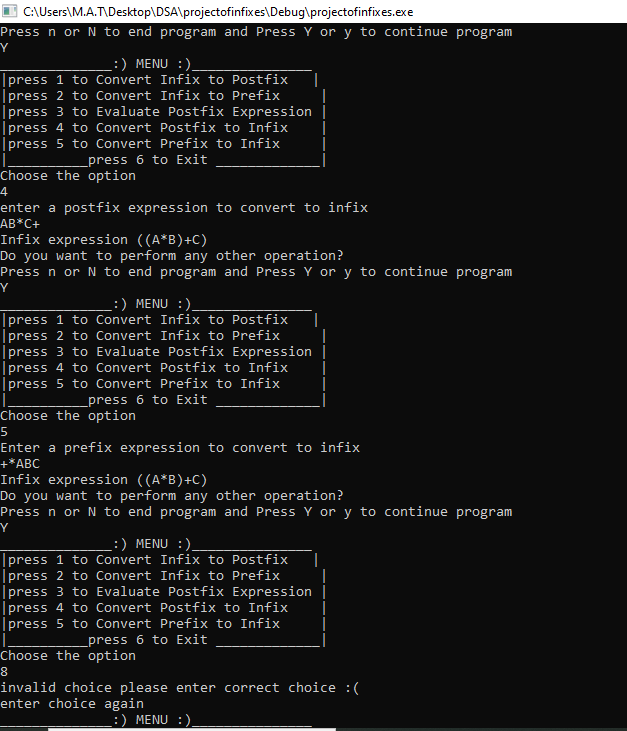 C:\Users\M.A.T\Desktop\DSA\projectofinfixes\Debug\projectofinfixes.exe
Press n or N to end program and Press Y or y to continue program
Y
______________:) MENU :)_______________
|press 1 to Convert Infix to Postfix   |
|press 2 to Convert Infix to Prefix     |
|press 3 to Evaluate Postfix Expression |
|press 4 to Convert Postfix to Infix    |
|press 5 to Convert Prefix to Infix     |
|__________press 6 to Exit _____________|
Choose the option
4
enter a postfix expression to convert to infix
AB*C+
Infix expression ((A*B)+C)
Do you want to perform any other operation?
Press n or N to end program and Press Y or y to continue program
Y
______________:) MENU :)_______________
|press 1 to Convert Infix to Postfix   |
|press 2 to Convert Infix to Prefix     |
|press 3 to Evaluate Postfix Expression |
|press 4 to Convert Postfix to Infix    |
|press 5 to Convert Prefix to Infix     |
|__________press 6 to Exit _____________|
Choose the option
5
Enter a prefix expression to convert to infix
+*ABC
Infix expression ((A*B)+C)
Do you want to perform any other operation?
Press n or N to end program and Press Y or y to continue program
Y
______________:) MENU :)_______________
|press 1 to Convert Infix to Postfix   |
|press 2 to Convert Infix to Prefix     |
|press 3 to Evaluate Postfix Expression |
|press 4 to Convert Postfix to Infix    |
|press 5 to Convert Prefix to Infix     |
|__________press 6 to Exit _____________|
Choose the option
8
invalid choice please enter correct choice :(
enter choice again
______________:) MENU :)_______________